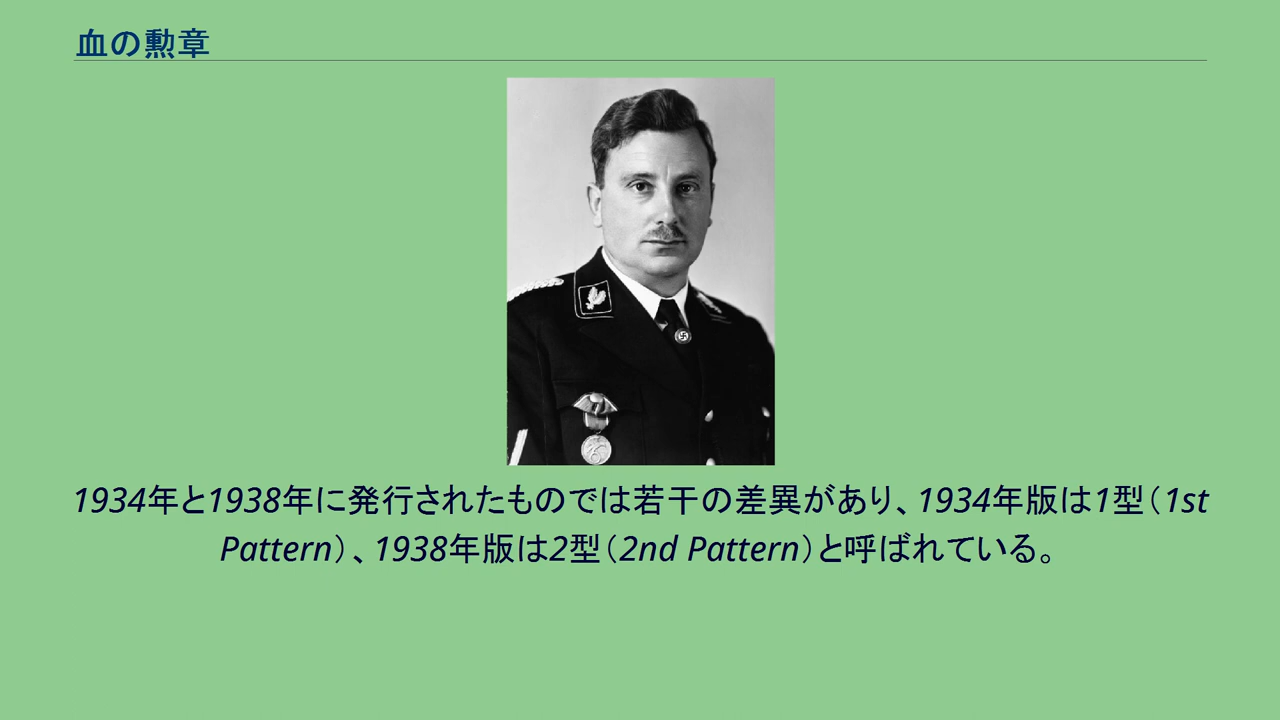 血の勲章
1934年と1938年に発行されたものでは若干の差異があり、1934年版は1型（1st
Pattern）、1938年版は2型（2nd Pattern）と呼ばれている。